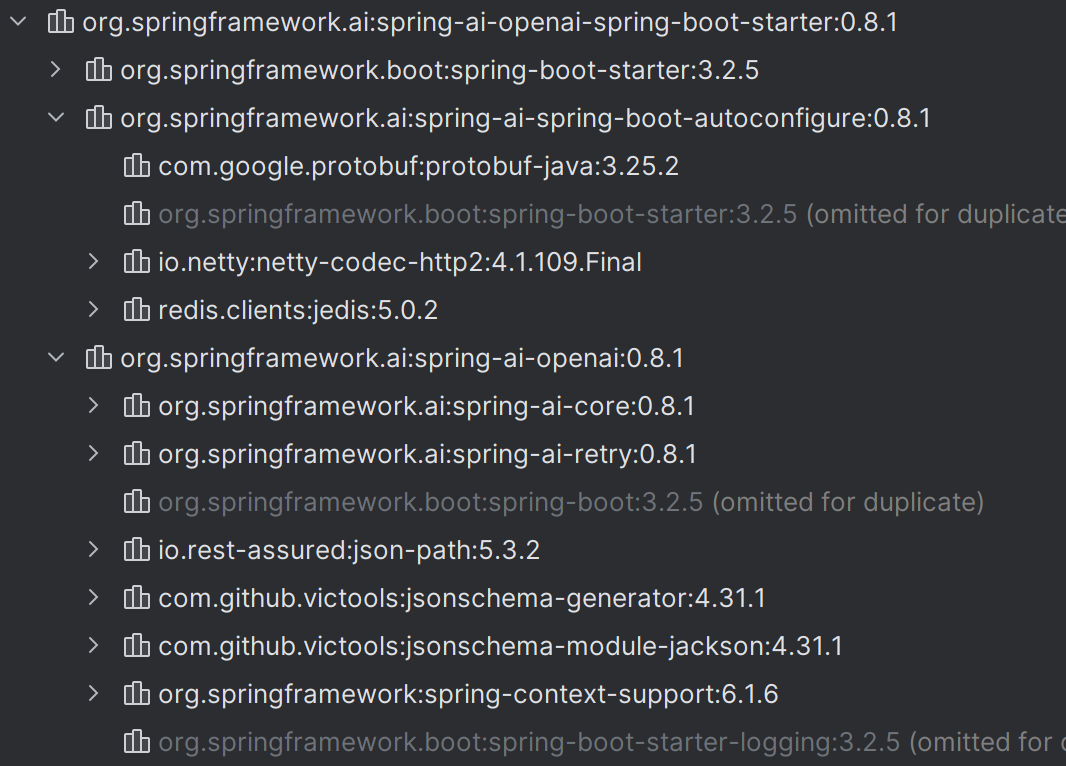 org.springframework.ai:spring-ai-openai-spring-boot-starter:0.8.1
org.springframework.boot:spring-boot-starter:3.2.5
org.springframework.ai:spring-ai-spring-boot-autoconfigure:0.8.1
com.google.protobuf:protobuf-java:3.25.2
org.springframework.boot:spring-boot-starter:3.2.5 (omitted for duplicate
io.netty:netty-codec-http2:4.1.109.Final
redis.clients:jedis:5.0.2
org.springframework.ai:spring-ai-openai:0.8.1
org.springframework.ai:spring-ai-core:0.8.1
org.springframework.ai:spring-ai-retry:0.8.1
org.springframework.boot:spring-boot:3.2.5 (omitted for duplicate)
io.rest-assured:json-path:5.3.2
com.github.victools:jsonschema-generator:4.31.1
com.github.victools:jsonschema-module-jackson:4.31.1
org.springframework:spring-context-support:6.1.6
org.springframework.boot:spring-boot-starter-logging:3.2.5 (omitted for